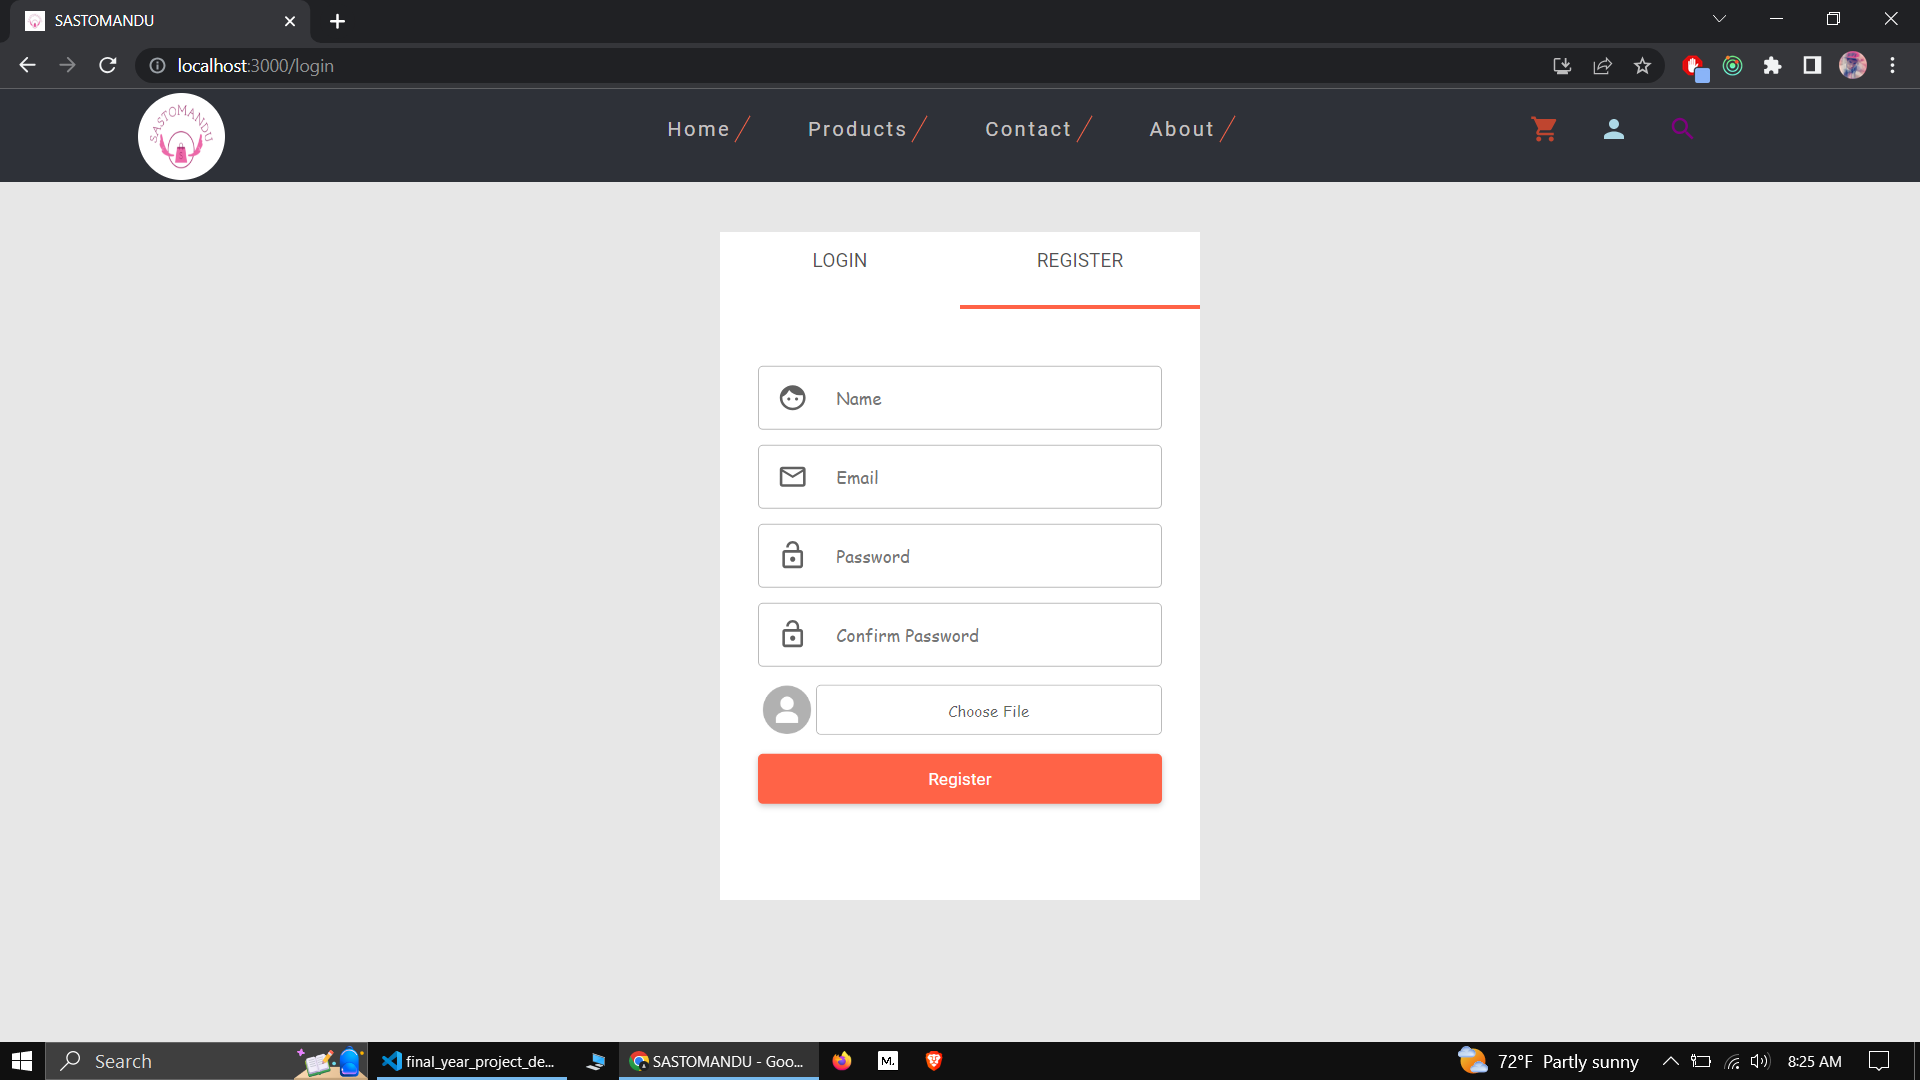 SASTOMANDU
localhost:3000/login
SASTOMANDU
Home
Products
Contact
About
LOGIN
REGISTER
Name
Email
Password
Confirm Password
Choose File
Register
Search
final_year_project_de...
SASTOMANDU - Goo...
M.
72°F Partly sunny
8:25 AM